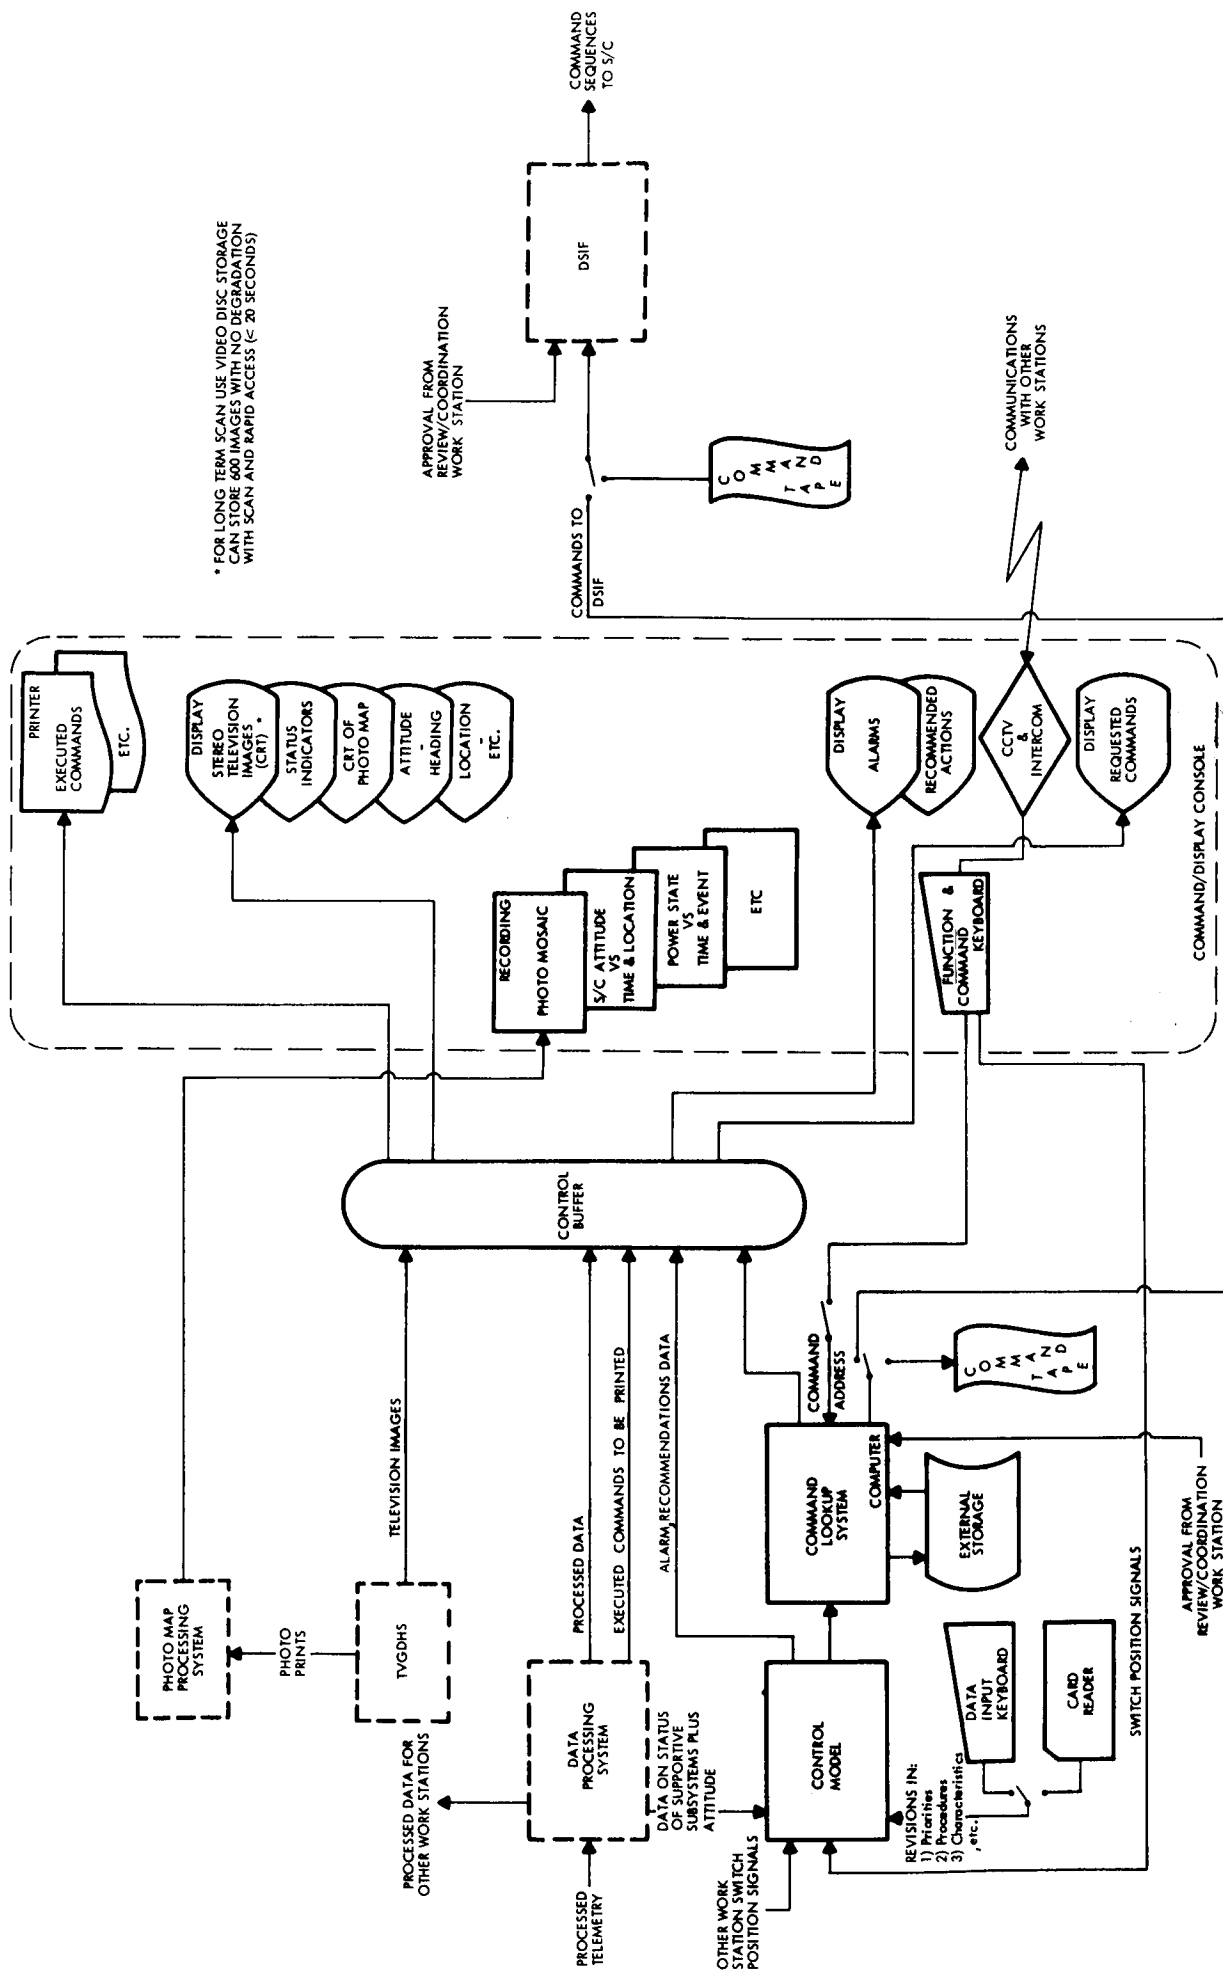 PHOTO MAP
PROCESSING
SYSTEM
PHOTO
PRINTS
TVGDHS
TELEVISION IMAGES
PROCESSED DATA FOR
OTHER WORK STATIONS
PROCESSED
TELEMETRY
DATA
PROCESSING
SYSTEM
PROCESSED DATA
EXECUTED COMMANDS TO BE PRINTED
DATA ON STATUS
OF SUPPORTIVE
SUBSYSTEMS PLUS
ATTITUDE
OTHER WORK
STATION SWITCH
POSITION SIGNALS
CONTROL
MODEL
ALARM, RECOMMENDATIONS DATA
REVISIONS IN:
1) Priorities
2) Procedures
3) Characteristics
, etc.
DATA
INPUT
KEYBOARD
CARD
READER
COMMAND
LOOKUP
SYSTEM
COMPUTER
EXTERNAL
STORAGE
COMMAND
ADDRESS
COMMAND
TAPE
APPROVAL FROM
REVIEW/COORDINATION
WORK STATION
SWITCH POSITION SIGNALS
CONTROL
BUFFER
PRINTER
EXECUTED
COMMANDS
ETC.
DISPLAY
STEREO
TELEVISION
IMAGES
(CRT) *
STATUS
INDICATORS
CRT OF
PHOTO MAP
ATTITUDE
-
HEADING
LOCATION
-
ETC.
RECORDING
PHOTO MOSAIC
S/C ATTITUDE
VS
TIME & LOCATION
POWER STATE
VS
TIME & EVENT
ETC
DISPLAY
ALARMS
RECOMMENDED
ACTIONS
FUNCTION &
COMMAND
KEYBOARD
CCTV
&
INTERCOM
DISPLAY
REQUESTED
COMMANDS
COMMAND/DISPLAY CONSOLE
* FOR LONG TERM SCAN USE VIDEO DISC STORAGE
CAN STORE 600 IMAGES WITH NO DEGRADATION
WITH SCAN AND RAPID ACCESS (< 20 SECONDS)
APPROVAL FROM
REVIEW/COORDINATION
WORK STATION
COMMANDS TO
DSIF
COMMAND
TAPE
DSIF
COMMAND
SEQUENCES
TO S/C
COMMUNICATIONS
WITH OTHER
WORK STATIONS